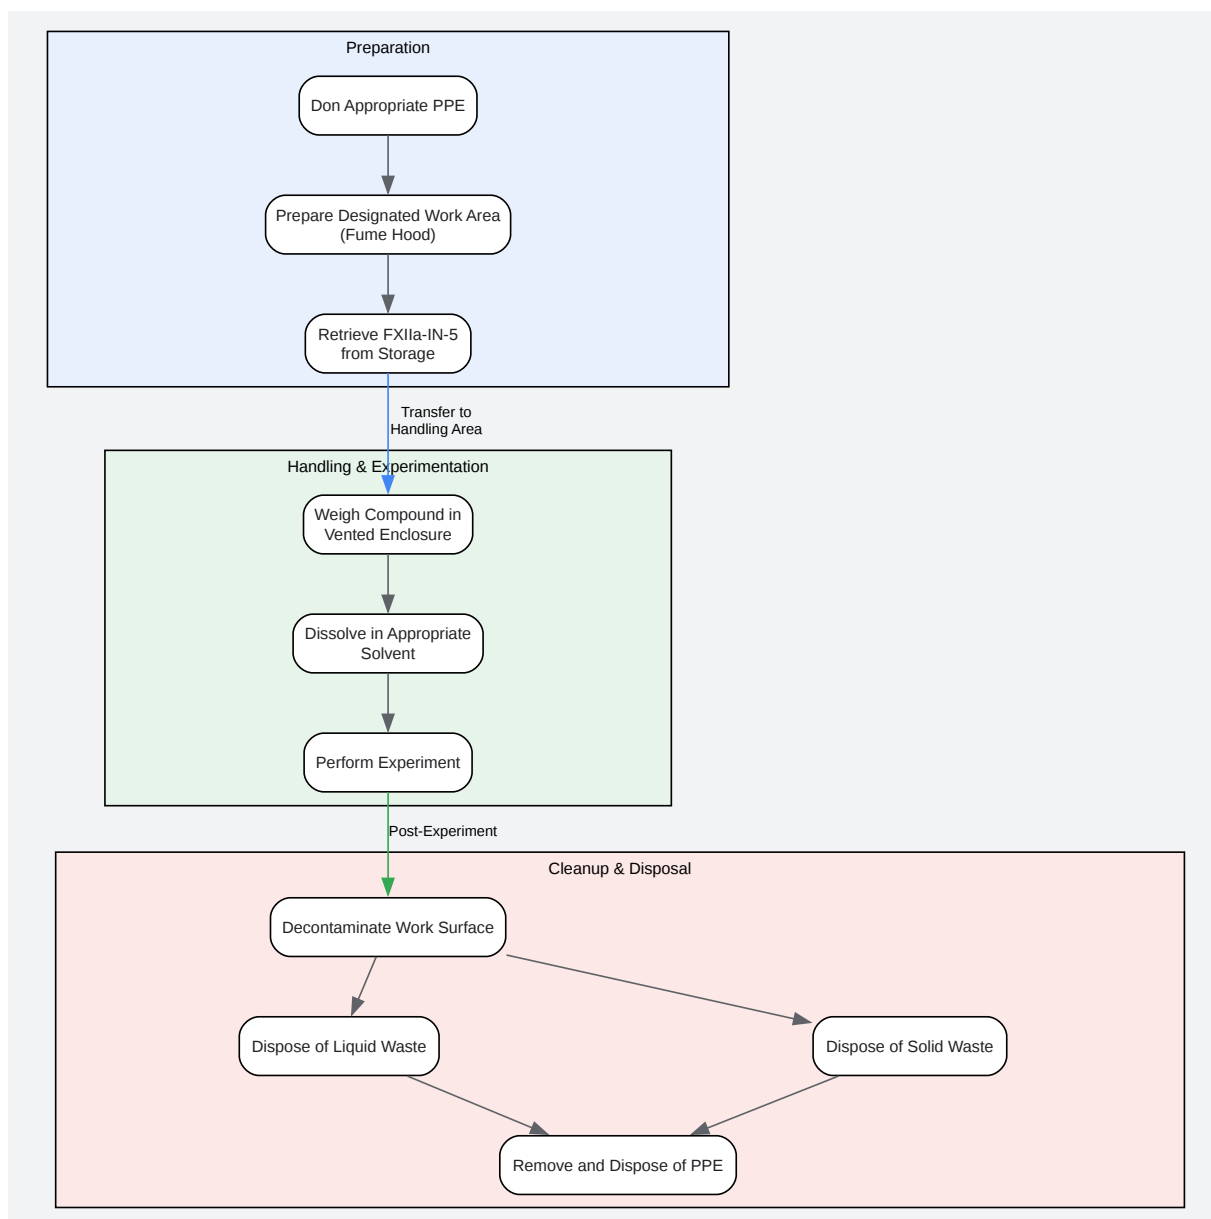 Preparation
Don Appropriate PPE
Prepare Designated Work Area
(Fume Hood)
Retrieve FXIIa-IN-5
from Storage
Transfer to
Handling Area
Handling & Experimentation
Weigh Compound in
Vented Enclosure
Dissolve in Appropriate
Solvent
Perform Experiment
Post-Experiment
Cleanup & Disposal
Decontaminate Work Surface
Dispose of Liquid Waste
Dispose of Solid Waste
Remove and Dispose of PPE